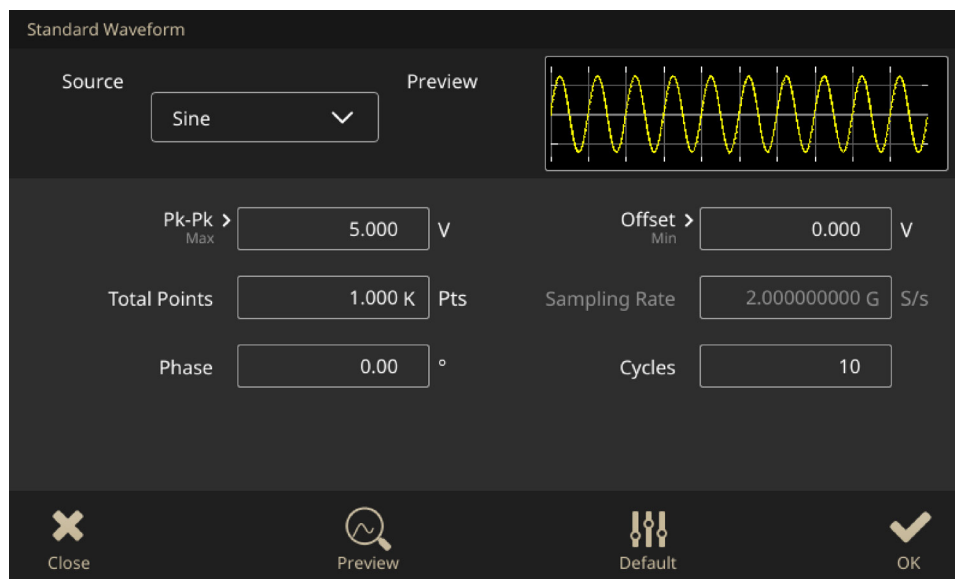 Standard Waveform
Source
Preview
Sine
Pk-Pk
Max
5.000 V
Offset
Min
0.000 V
Total Points 1.000 K Pts
Sampling Rate 2.000000000 G S/s
Phase 0.00 °
Cycles 10
Close
Preview
Default
OK